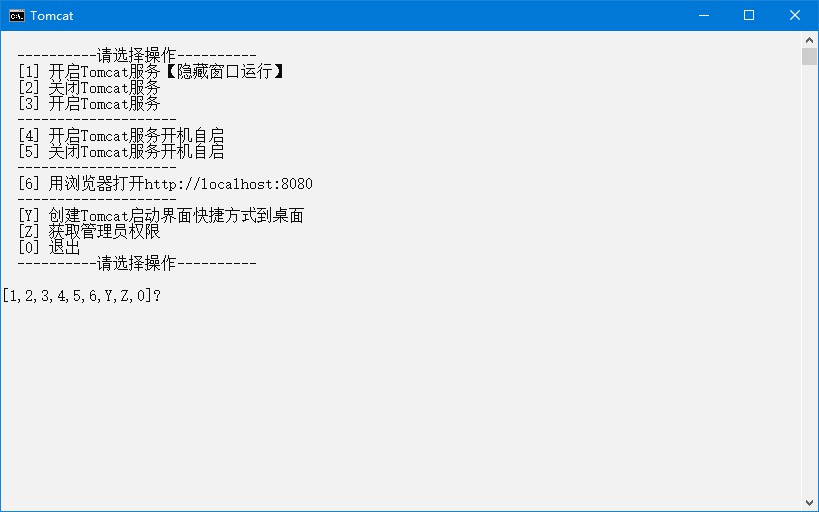 Tomcat
----------请选择操作----------
[1] 开启Tomcat服务【隐藏窗口运行】
[2] 关闭Tomcat服务
[3] 开启Tomcat服务
--------------------
[4] 开启Tomcat服务开机自启
[5] 关闭Tomcat服务开机自启
--------------------
[6] 用浏览器打开http://localhost:8080
--------------------
[Y] 创建Tomcat启动界面快捷方式到桌面
[Z] 获取管理员权限
[0] 退出
----------请选择操作----------
[1,2,3,4,5,6,Y,Z,0]?